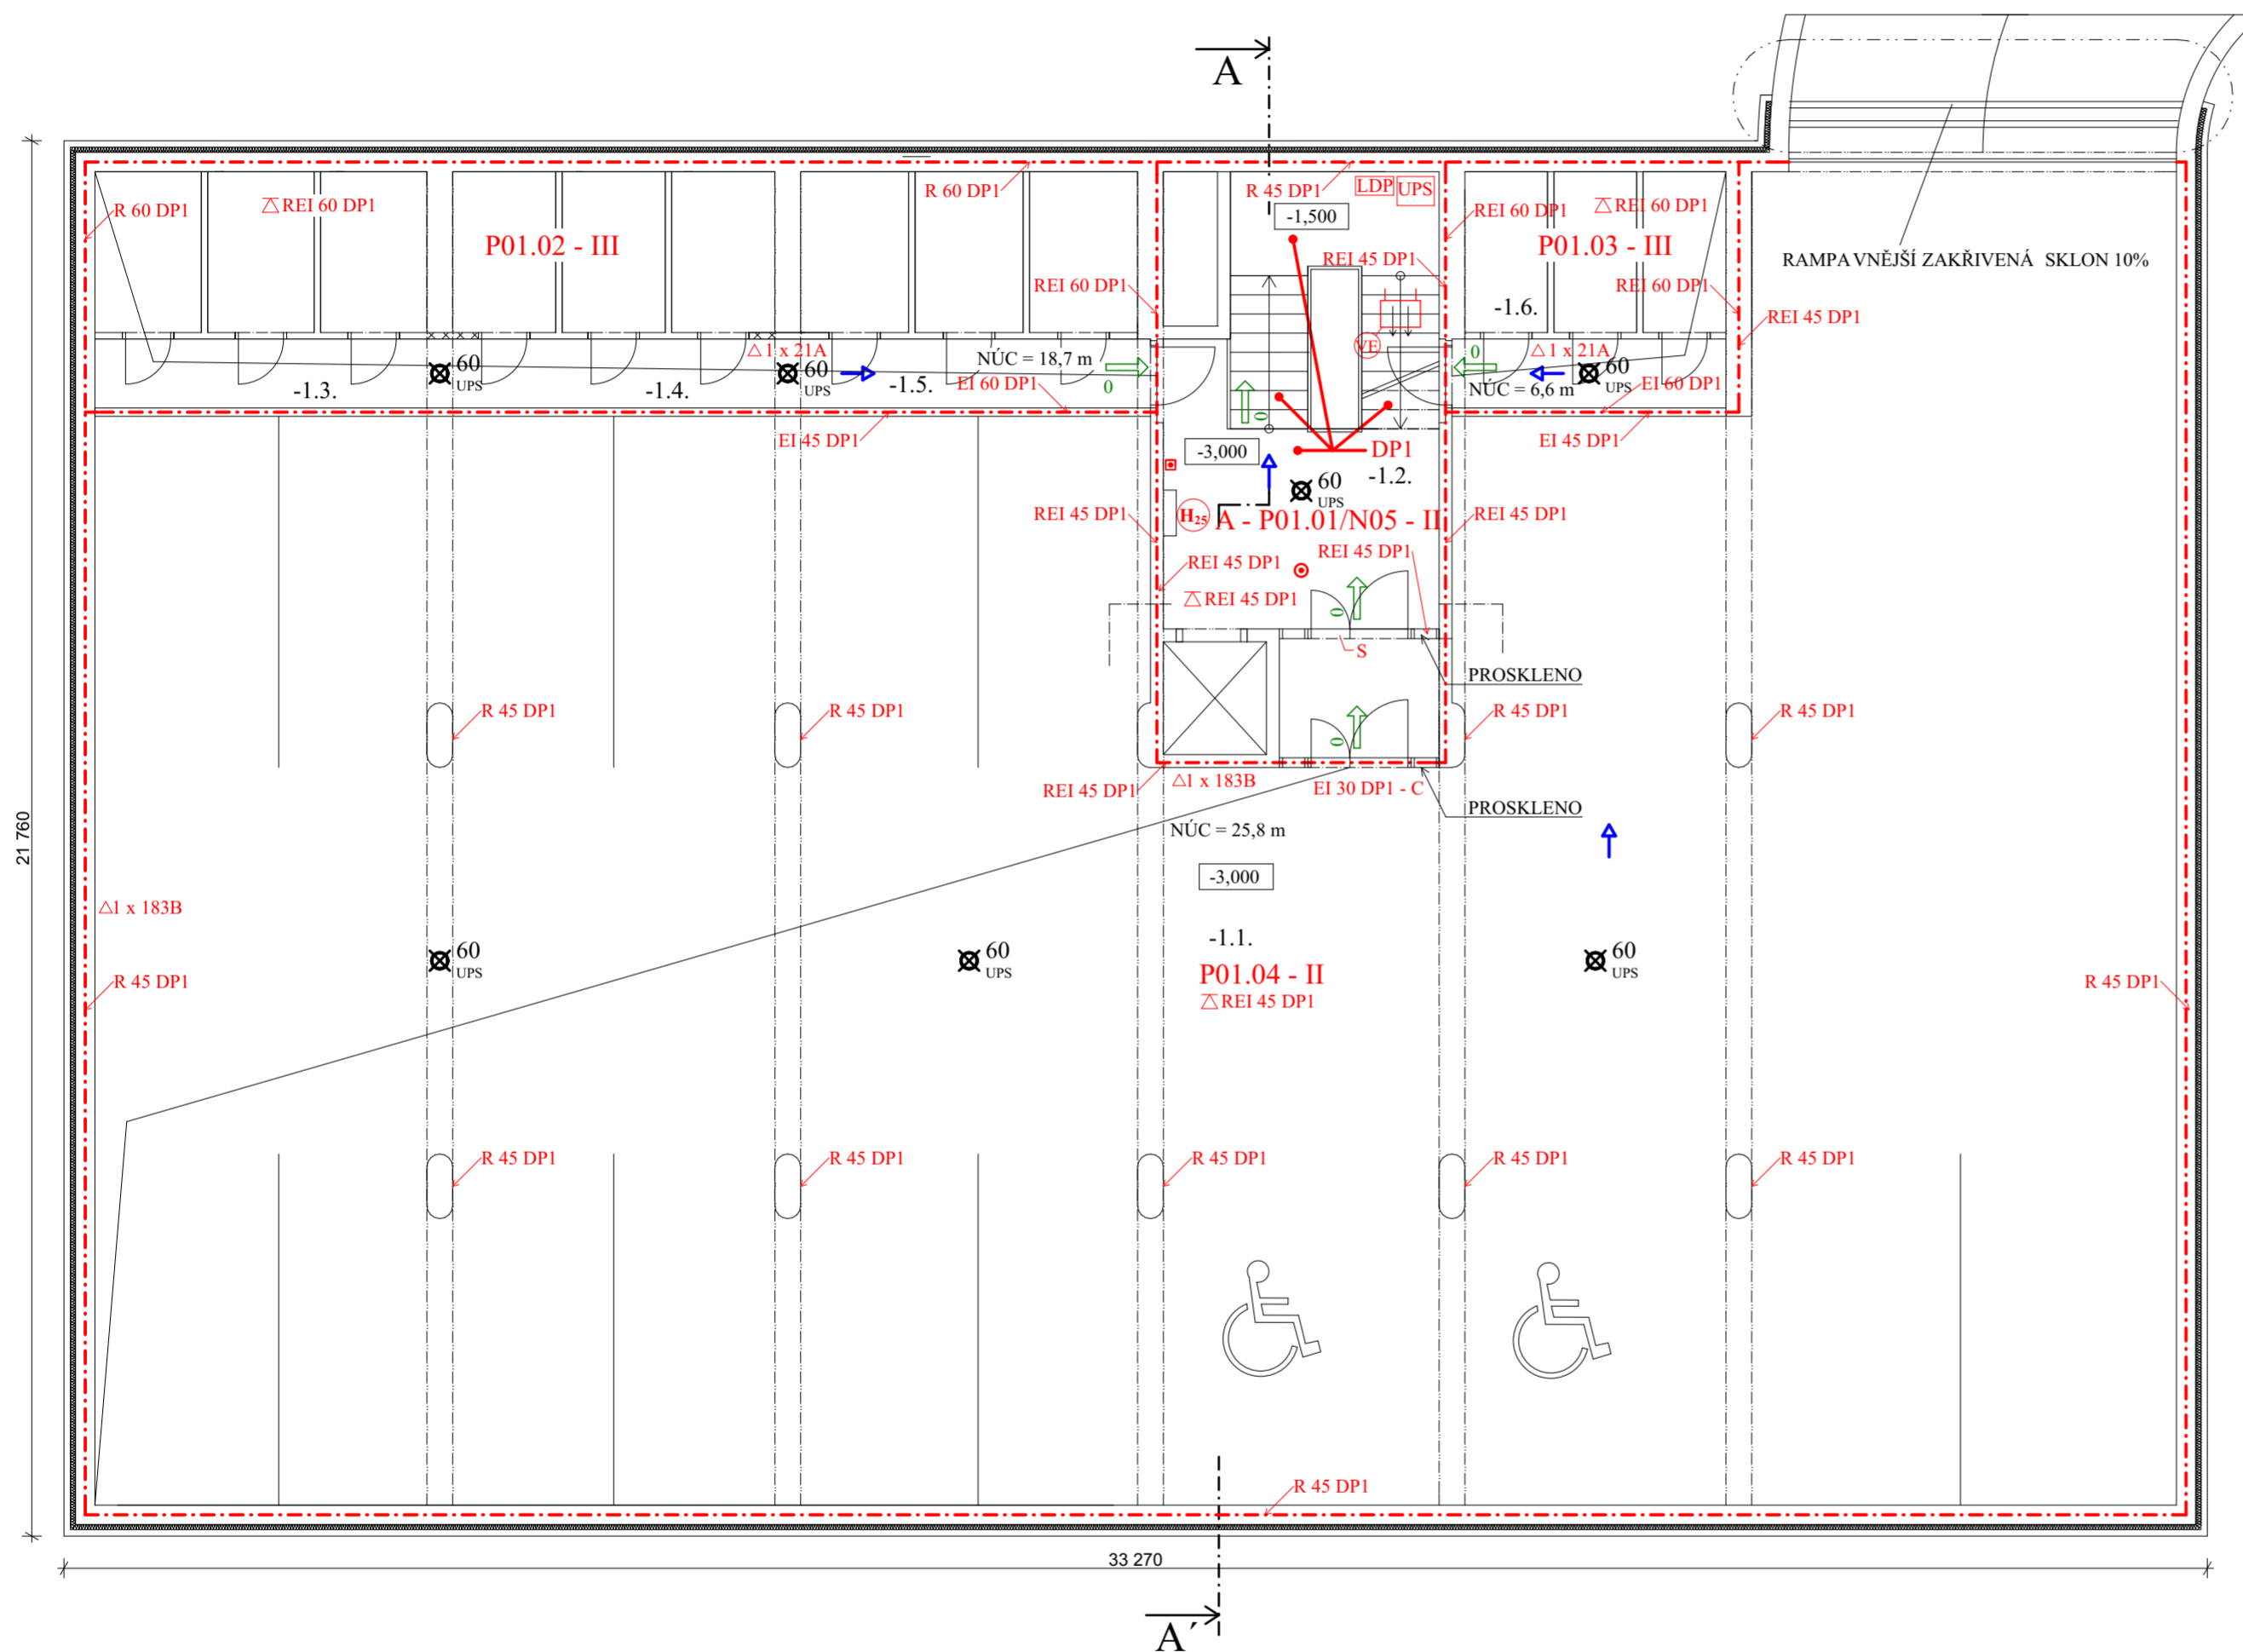 A
R 60 DP1
REI 60 DP1
R 60 DP1
R 45 DP1
LDP
UPS
-1,500
REI 60 DP1
REI 60 DP1
P01.02 - III
P01.03 - III
REI 45 DP1
RAMPA VNĚJŠÍ ZAKŘIVENÁ SKLON 10%
REI 60 DP1
REI 60 DP1
-1.6.
REI 45 DP1
VE
1 x 21A
1 x 21A
NÚC = 18,7 m
0
60
UPS
60
UPS
60
UPS
-1.3.
-1.4.
-1.5.
EI 60 DP1
0
NÚC = 6,6 m
EI 60 DP1
0
EI 45 DP1
EI 45 DP1
-3,000
DP1
-1.2.
60
UPS
REI 45 DP1
H25
A - P01.01/N05 - II
REI 45 DP1
REI 45 DP1
REI 45 DP1
REI 45 DP1
0
S
PROSKLENO
R 45 DP1
R 45 DP1
R 45 DP1
R 45 DP1
0
REI 45 DP1
1 x 183B
EI 30 DP1 - C
PROSKLENO
21 760
NÚC = 25,8 m
-3,000
1 x 183B
-1.1.
60
UPS
60
UPS
60
UPS
P01.04 - II
REI 45 DP1
R 45 DP1
R 45 DP1
R 45 DP1
R 45 DP1
R 45 DP1
R 45 DP1
R 45 DP1
R 45 DP1
33 270
A´